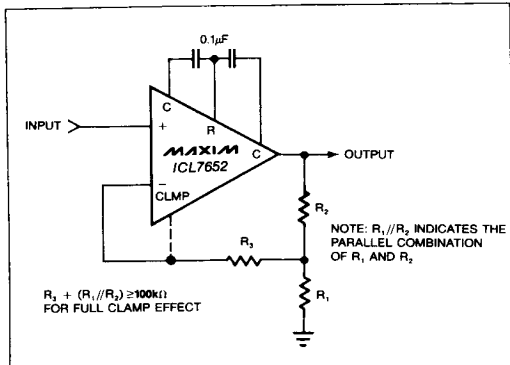 0.1µF
C
INPUT
+
R
MAXIM
ICL7652
C
OUTPUT
−
CLMP
R2
NOTE: R1//R2 INDICATES THE
PARALLEL COMBINATION
OF R1 AND R2
R3
R3 + (R1//R2) ≥100kΩ
FOR FULL CLAMP EFFECT
R1